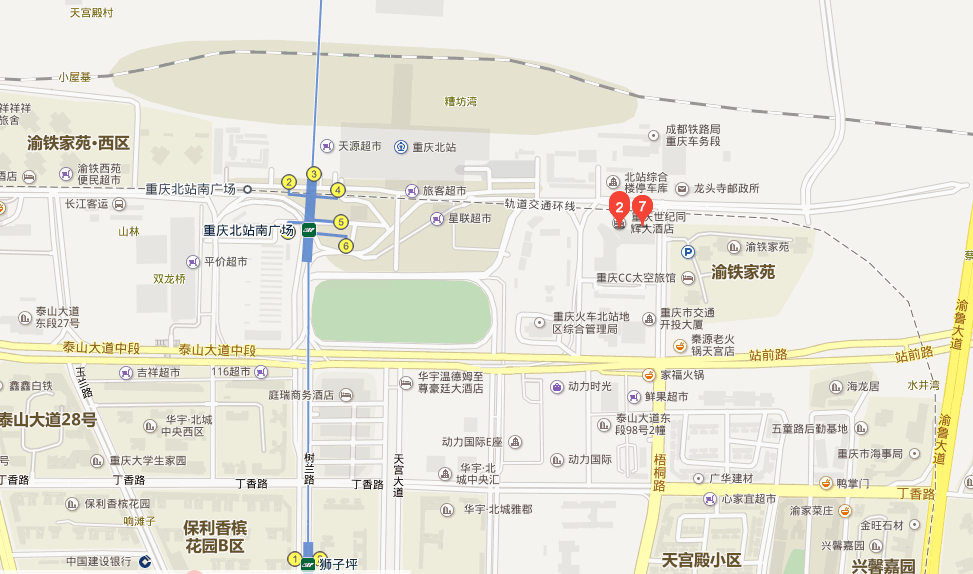 天宫殿村
小屋基
糟坊湾
祥祥祥
旅舍
渝铁家苑·西区
酒店
渝铁西苑
便民超市
天源超市
重庆北站
成都铁路局
重庆车务段
2
3
4
重庆北站南广场
旅客超市
北站综合
楼停车库
龙头寺邮政所
长江客运
轨道交通环线
2
7
重庆世纪同
辉大酒店
山林
重庆北站南广场
5
6
星联超市
平价超市
双龙桥
P
渝铁家苑
渝铁家苑
重庆CC太空旅馆
泰山大道
东段27号
重庆火车北站地
区综合管理局
重庆市交通
开投大厦
渝鲁大道
秦源老火
锅天宫店
泰山大道中段
泰山大道中段
站前路
站前路
吉祥超市
116超市
家福火锅
鑫鑫白铁
玉兰路
庭瑞商务酒店
华宇温德姆至
尊豪廷大酒店
动力时光
鲜果超市
海龙居
水井湾
泰山大道28号
华宇·北城
中央西区
泰山大道东
段98号2幢
五童路后勤基地
渝鲁大道
动力国际E座
重庆大学生家园
树兰路
天宫大道
华宇·北
城中央汇
动力国际
梧桐路
重庆市海事局
丁香路
丁香路
丁香路
广华建材
鸭掌门
丁香路
保利香槟花园
响滩子
华宇·北城雅郡
心家宜超市
渝家菜庄
保利香槟
花园B区
金旺石材
中国建设银行
1
狮子坪
天宫殿小区
兴馨嘉园
兴馨嘉园